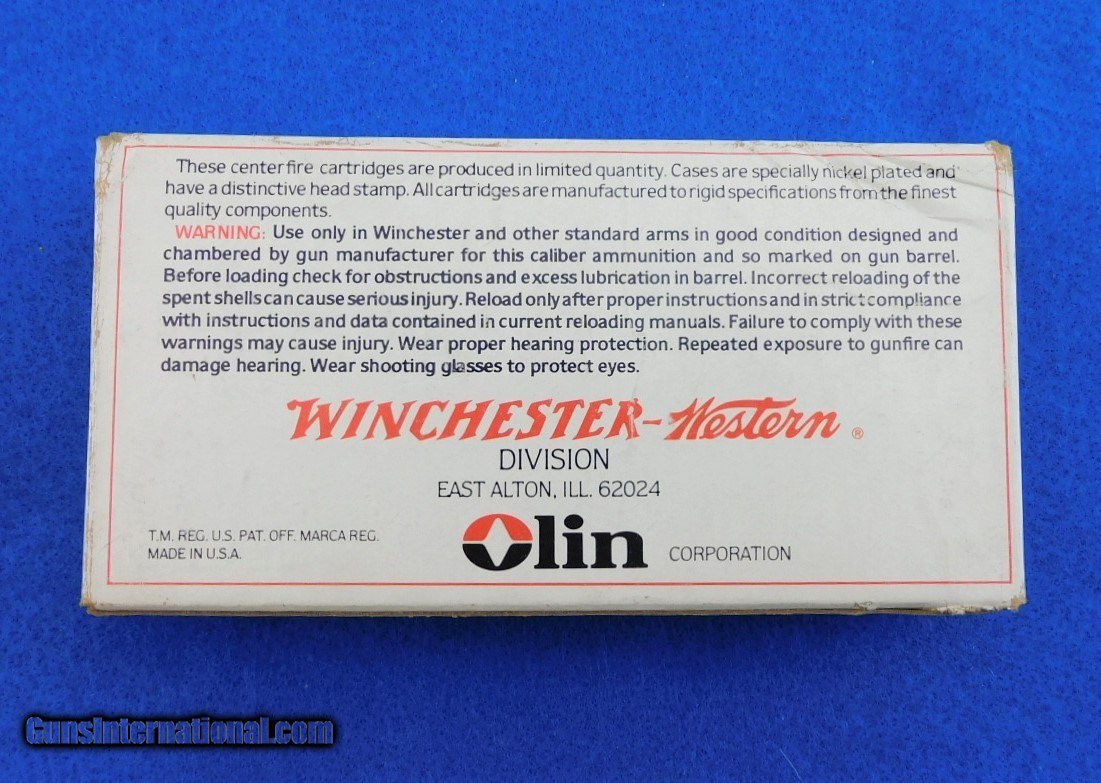 These centerfire cartridges are produced in limited quantity. Cases are specially nickel plated and
have a distinctive head stamp. All cartridges are manufactured to rigid specifications from the finest
quality components.
WARNING: Use only in Winchester and other standard arms in good condition designed and
chambered by gun manufacturer for this caliber ammunition and so marked on gun barrel.
Before loading check for obstructions and excess lubrication in barrel. Incorrect reloading of the
spent shells can cause serious injury. Reload only after proper instructions and in strict compliance
with instructions and data contained in current reloading manuals. Failure to comply with these
warnings may cause injury. Wear proper hearing protection. Repeated exposure to gunfire can
damage hearing. Wear shooting glasses to protect eyes.
WINCHESTER-Western ®
DIVISION
EAST ALTON, ILL. 62024
T.M. REG. U.S. PAT. OFF. MARCA REG.
MADE IN U.S.A.
Olin CORPORATION
GunsInternational.com